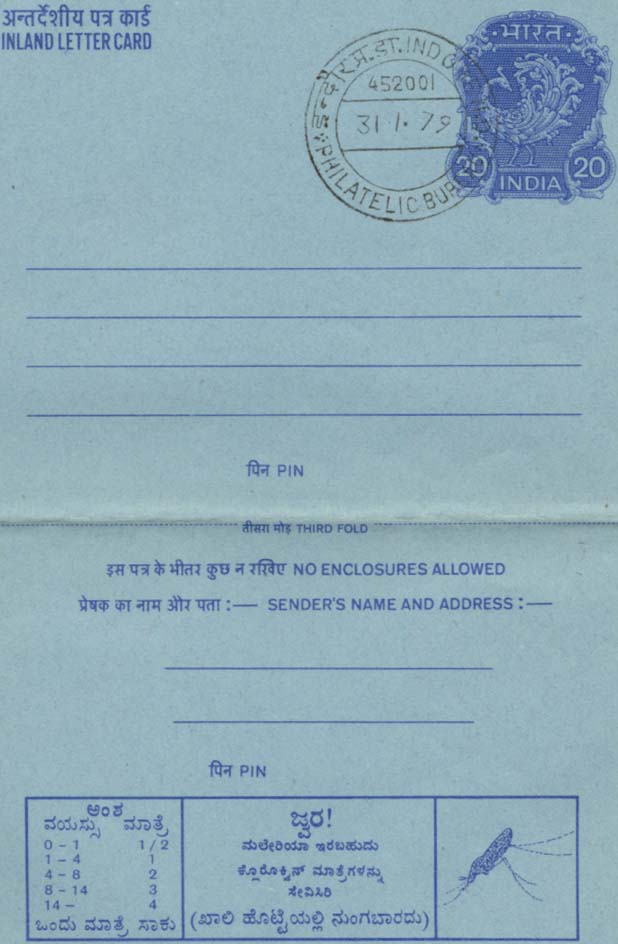 अन्तर्देशीय पत्र कार्ड
INLAND LETTER CARD
भारत
452001
31 1. 79
PHILATELIC
20 20
INDIA
पिन PIN
तीसरा मोड़ THIRD FOLD
इस पत्र के भीतर कुछ न रखिए NO ENCLOSURES ALLOWED
प्रेषक का नाम और पता :— SENDER'S NAME AND ADDRESS :—
पिन PIN
ಅಂಶ
ವಯಸ್ಸು ಮಾತ್ರೆ
0 - 1 1/2
1 - 4 1
4 - 8 2
8 - 14 3
14 - 4
ಒಂದು ಮಾತ್ರೆ ಸಾಕು
ಜ್ವರ!
ಮಲೇರಿಯಾ ಇರಬಹುದು
ಕ್ಲೊರೊಕ್ವಿನ್ ಮಾತ್ರೆಗಳನ್ನು
ಸೇವಿಸಿರಿ
(ಖಾಲಿ ಹೊಟ್ಟೆಯಲ್ಲಿ ನುಂಗಬಾರದು)